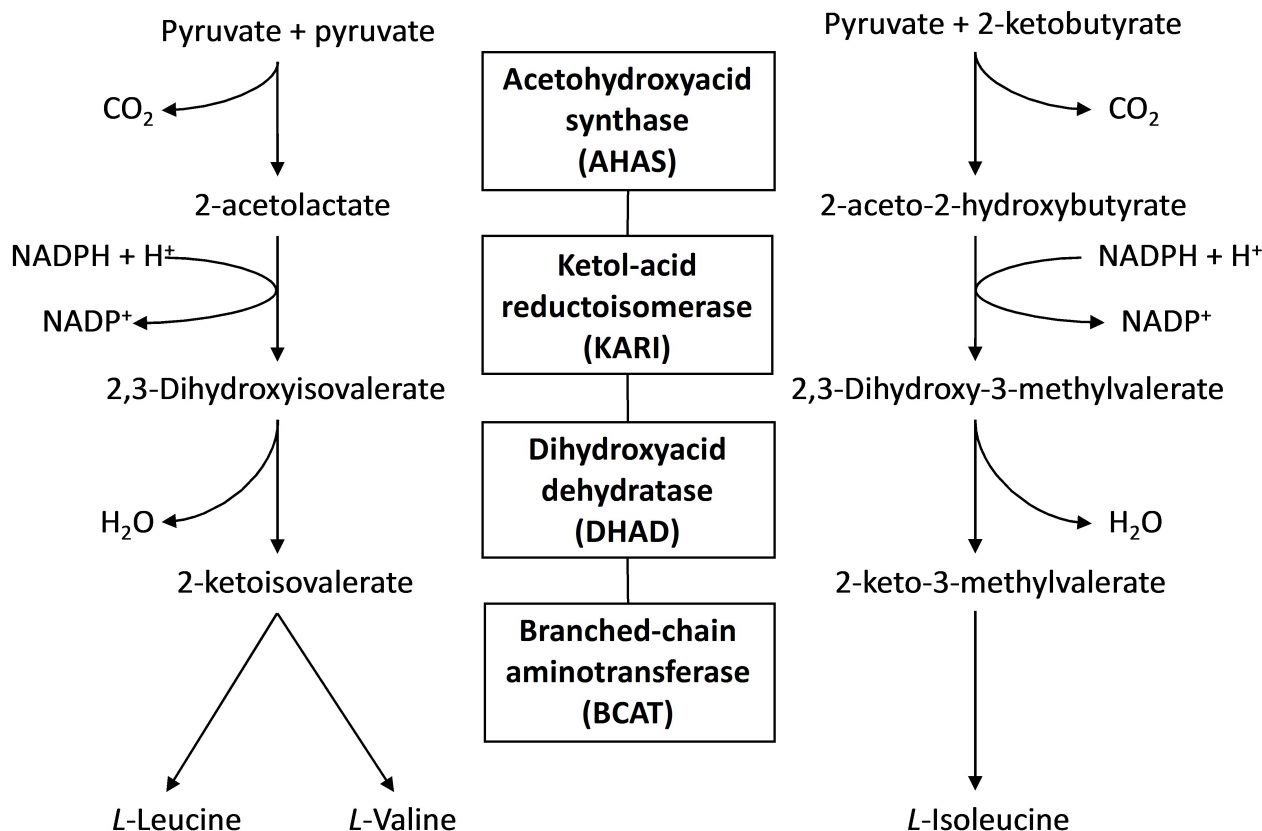 Pyruvate + pyruvate
CO₂
2-acetolactate
NADPH + H⁺
NADP⁺
2,3-Dihydroxyisovalerate
H₂O
2-ketoisovalerate
L-Leucine
L-Valine
Acetohydroxyacid
synthase
(AHAS)
Ketol-acid
reductoisomerase
(KARI)
Dihydroxyacid
dehydratase
(DHAD)
Branched-chain
aminotransferase
(BCAT)
Pyruvate + 2-ketobutyrate
CO₂
2-aceto-2-hydroxybutyrate
NADPH + H⁺
NADP⁺
2,3-Dihydroxy-3-methylvalerate
H₂O
2-keto-3-methylvalerate
L-Isoleucine